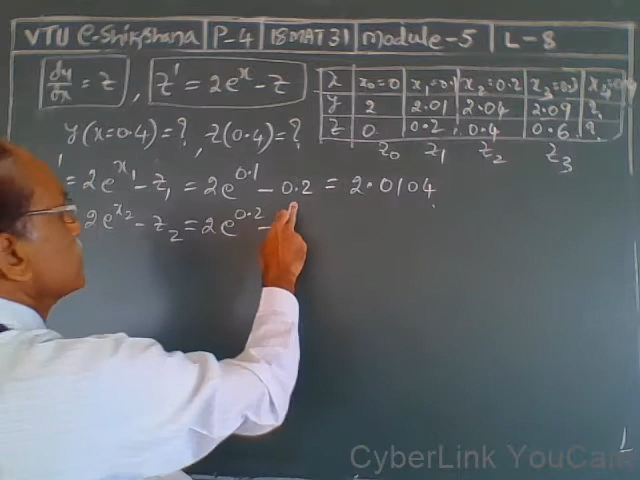 VTU e-Shikshana | P-4 | 18MAT31 | Module-5 | L-8
dy/dx = z , z' = 2e^x - z
x x₀=0 x₁=0.1 x₂=0.2 x₃=0.3
y 2 2.01 2.04 2.09 ?
z 0 0.2 0.4 0.6 ?
z₀ z₁ z₂ z₃
y(x=0.4)=? , z(0.4)=?
' = 2e^x₁ - z₁ = 2e^0.1 - 0.2 = 2.0104
2e^x₂ - z₂ = 2e^0.2 -
CyberLink YouCam